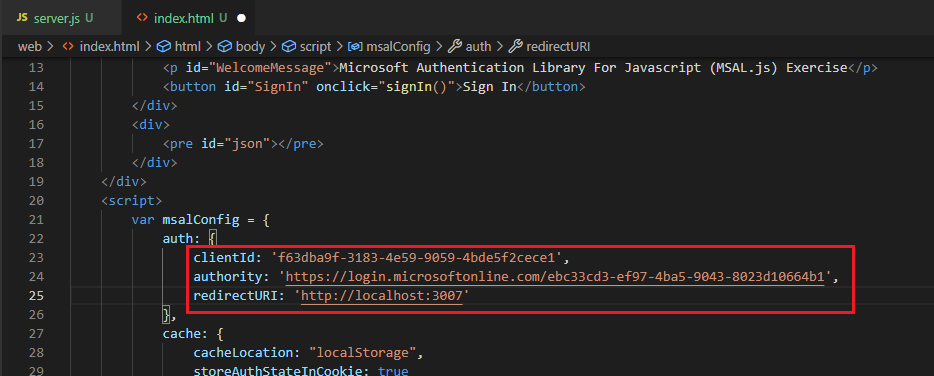 JS server.js U
<> index.html U
web > <> index.html > html > body > script > msalConfig > auth > redirectURI
13 <p id="WelcomeMessage">Microsoft Authentication Library For Javascript (MSAL.js) Exercise</p>
14 <button id="SignIn" onclick="signIn()">Sign In</button>
15 </div>
16 <div>
17 <pre id="json"></pre>
18 </div>
19 </div>
20 <script>
21 var msalConfig = {
22 auth: {
23 clientId: 'f63dba9f-3183-4e59-9059-4bde5f2cece1',
24 authority: 'https://login.microsoftonline.com/ebc33cd3-ef97-4ba5-9043-8023d10664b1',
25 redirectURI: 'http://localhost:3007'
26 },
27 cache: {
28 cacheLocation: "localStorage",
29 storeAuthStateInCookie: true